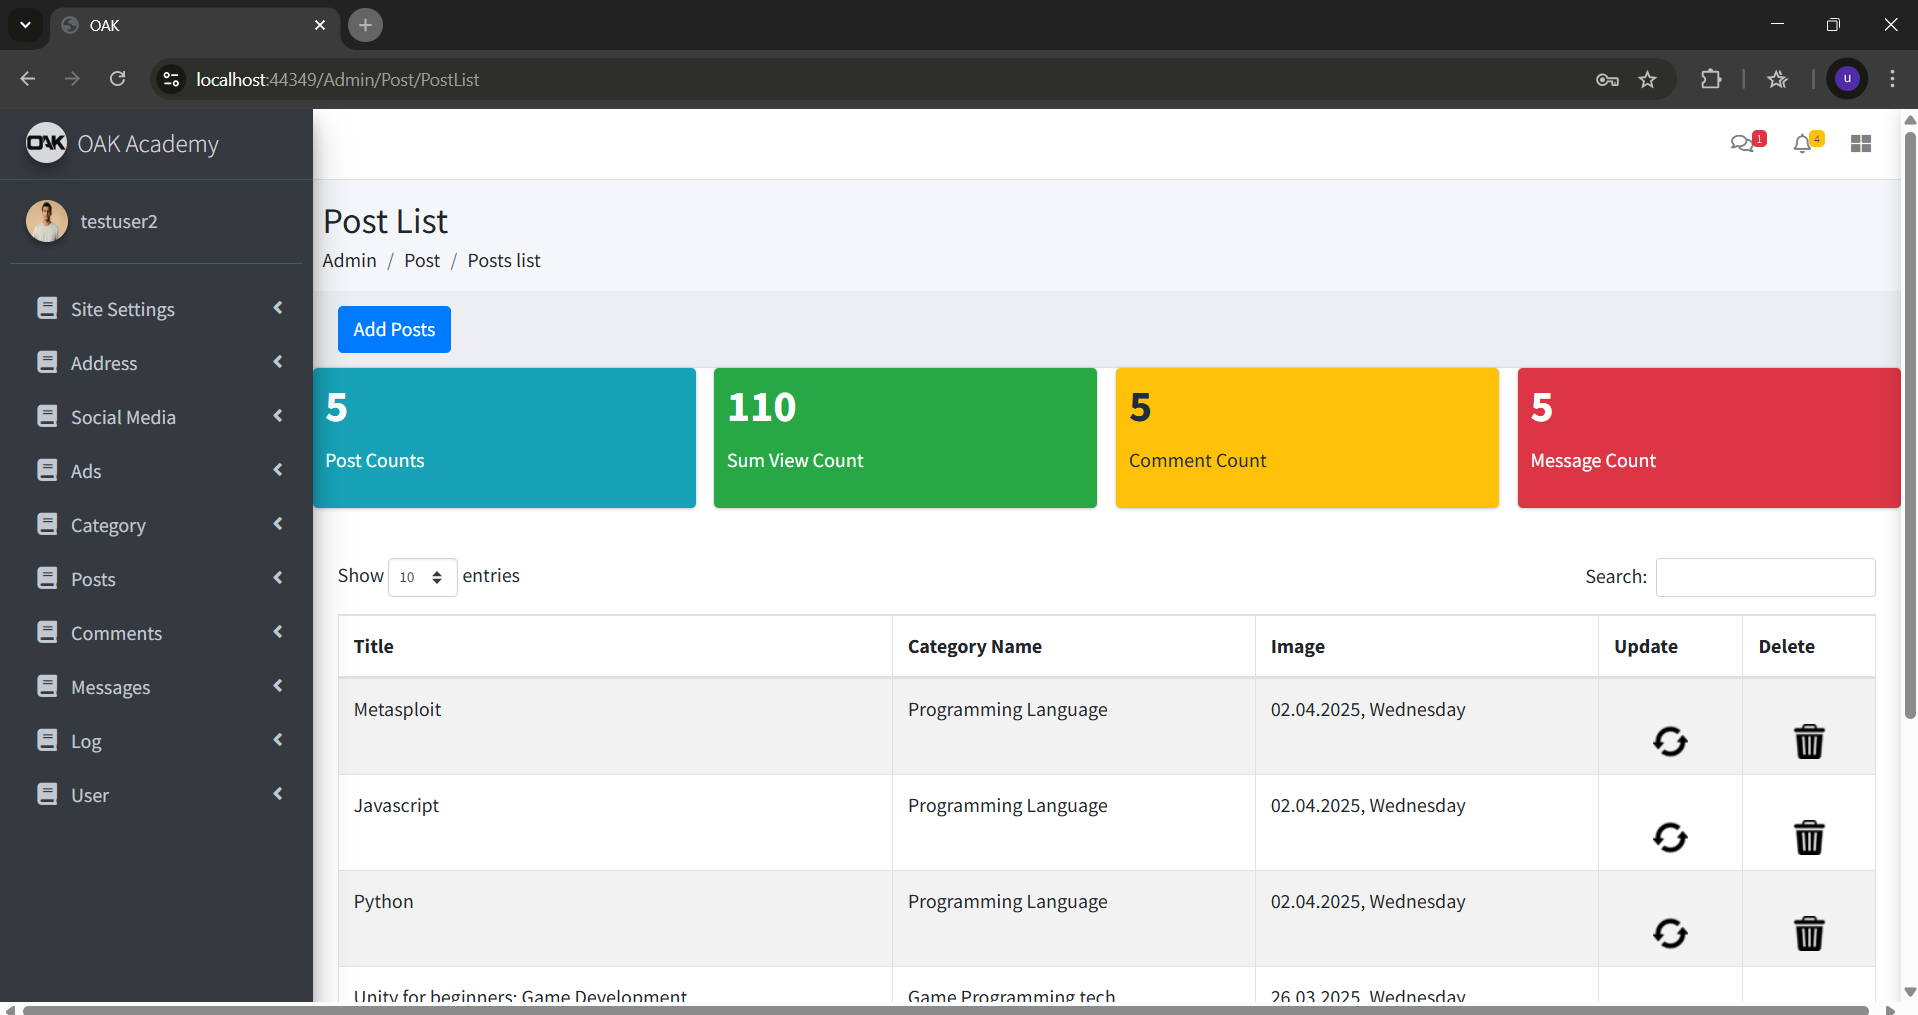 OAK
localhost:44349/Admin/Post/PostList
u
OAK OAK Academy
1
4
testuser2
Site Settings
Address
Social Media
Ads
Category
Posts
Comments
Messages
Log
User
Post List
Admin / Post / Posts list
Add Posts
5
Post Counts
110
Sum View Count
5
Comment Count
5
Message Count
Show 10 entries
Search:
Title Category Name Image Update Delete
Metasploit Programming Language 02.04.2025, Wednesday
Javascript Programming Language 02.04.2025, Wednesday
Python Programming Language 02.04.2025, Wednesday
Unity for beginners: Game Development Game Programming tech 26.03.2025, Wednesday